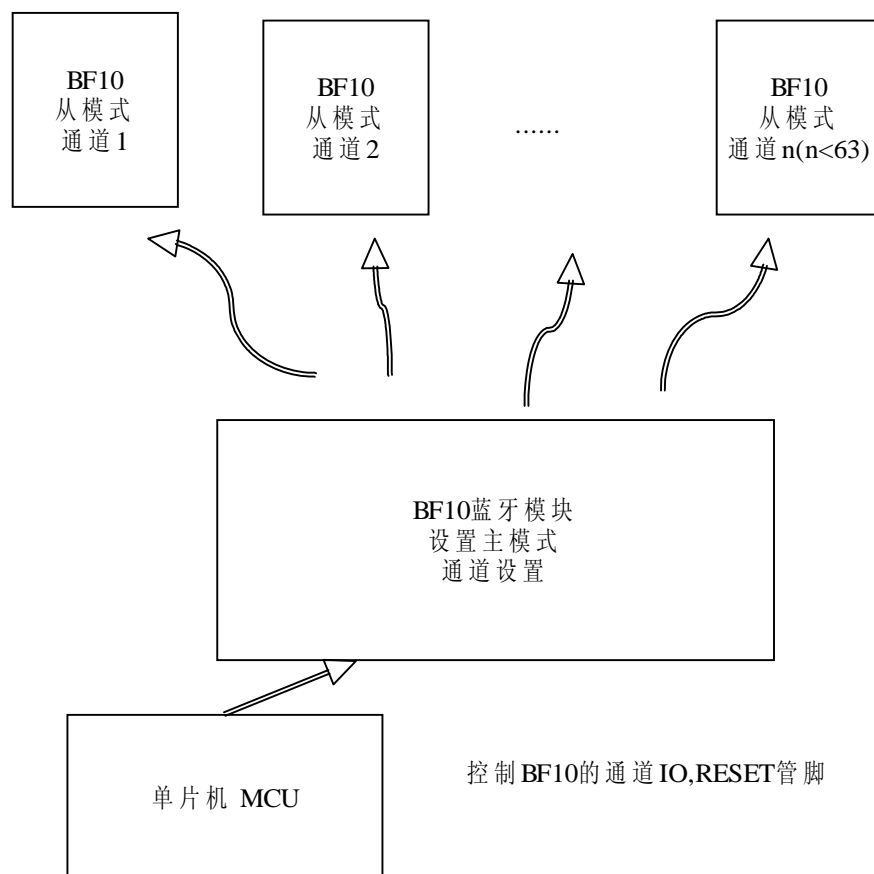 BF10
从模式
通道1
BF10
从模式
通道2
......
BF10
从模式
通道n(n<63)
BF10蓝牙模块
设置主模式
通道设置
单片机 MCU
控制BF10的通道IO,RESET管脚